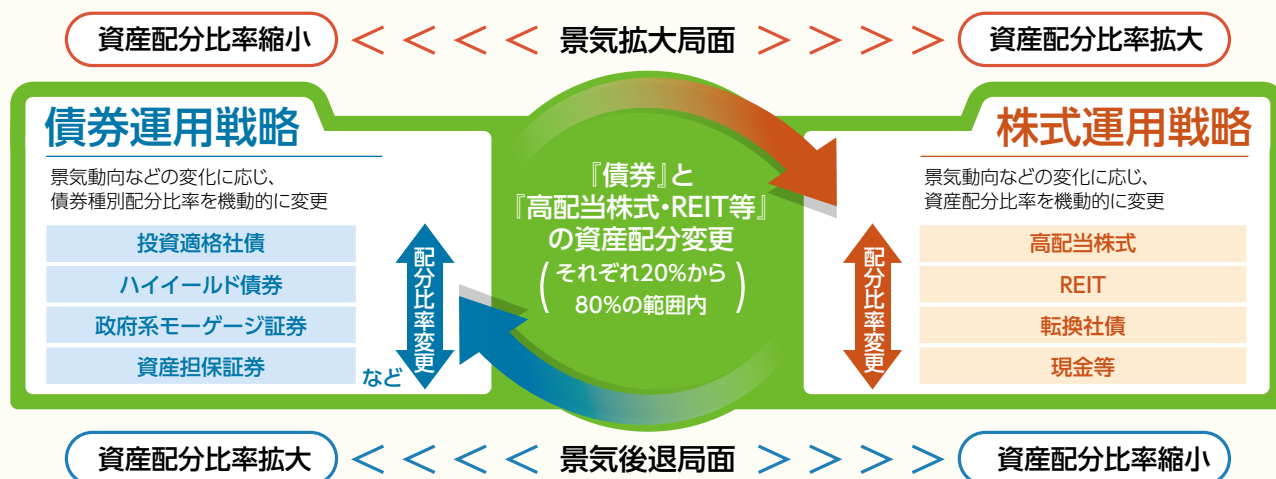 資産配分比率縮小
＜ ＜ ＜ ＜ 景気拡大局面 ＞ ＞ ＞ ＞ ＞
資産配分比率拡大
債券運用戦略
景気動向などの変化に応じ、
債券種別配分比率を機動的に変更
投資適格社債
ハイイールド債券
政府系モーゲージ証券
資産担保証券
など
配分比率変更
『債券』と
『高配当株式・REIT等』
の資産配分変更
(それぞれ20%から
80%の範囲内)
株式運用戦略
景気動向などの変化に応じ、
資産配分比率を機動的に変更
配分比率変更
高配当株式
REIT
転換社債
現金等
資産配分比率拡大
＜ ＜ ＜ ＜ 景気後退局面 ＞ ＞ ＞ ＞ ＞
資産配分比率縮小